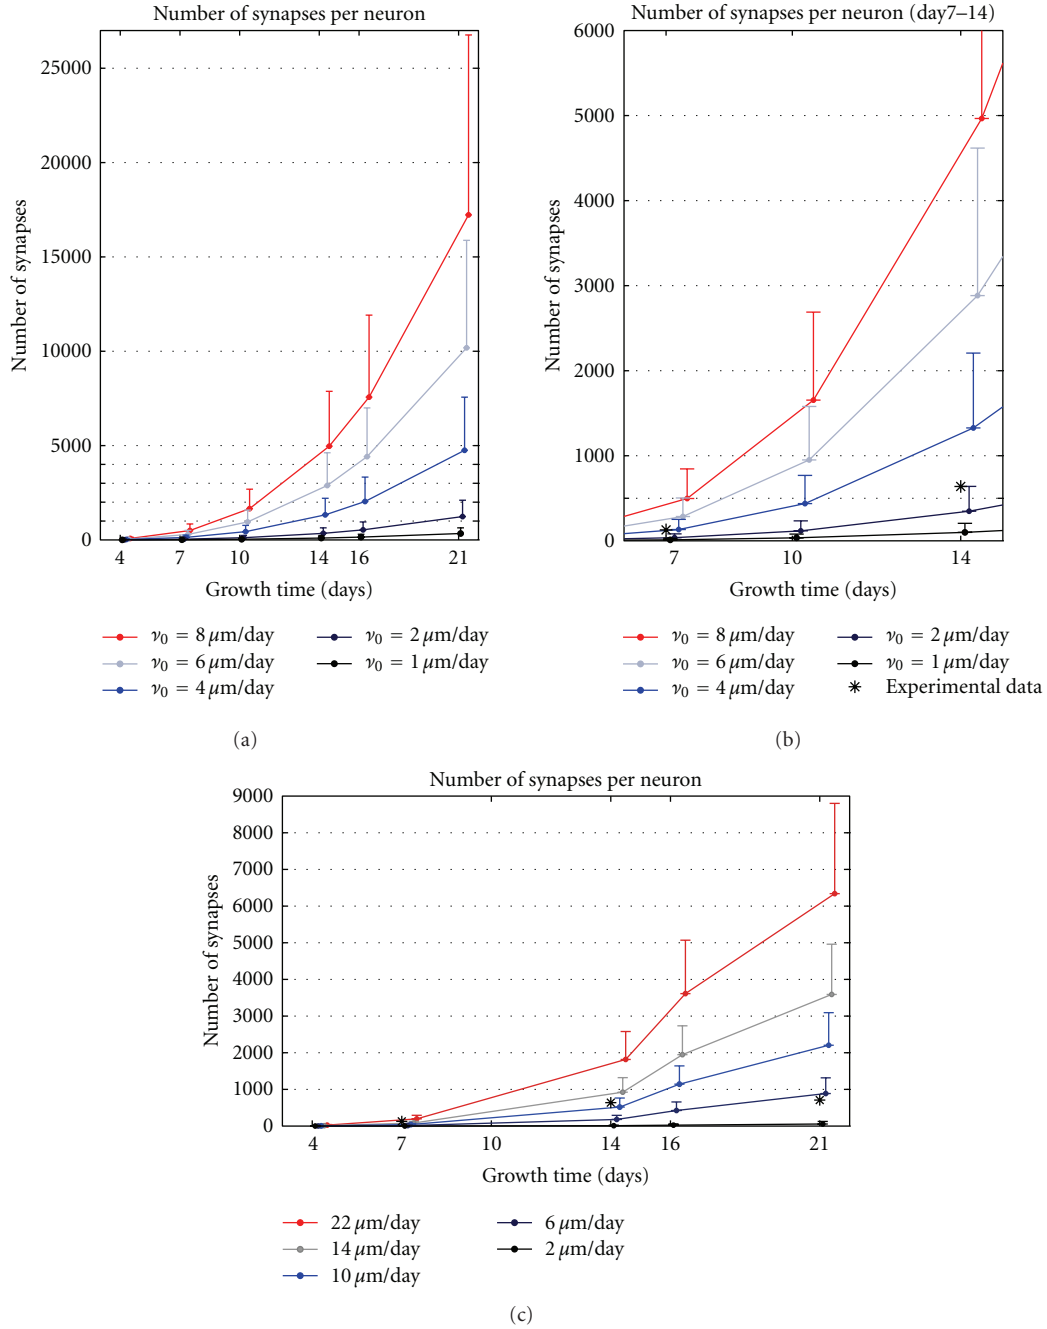 Number of synapses per neuron
Number of synapses
25000
20000
15000
10000
5000
0
4 7 10 14 16 21
Growth time (days)
ν0 = 8 μm/day
ν0 = 6 μm/day
ν0 = 4 μm/day
ν0 = 2 μm/day
ν0 = 1 μm/day
(a)
Number of synapses per neuron (day7–14)
Number of synapses
6000
5000
4000
3000
2000
1000
0
7 10 14
Growth time (days)
ν0 = 8 μm/day
ν0 = 6 μm/day
ν0 = 4 μm/day
ν0 = 2 μm/day
ν0 = 1 μm/day
Experimental data
(b)
Number of synapses per neuron
Number of synapses
9000
8000
7000
6000
5000
4000
3000
2000
1000
0
4 7 10 14 16 21
Growth time (days)
22 μm/day
14 μm/day
10 μm/day
6 μm/day
2 μm/day
(c)